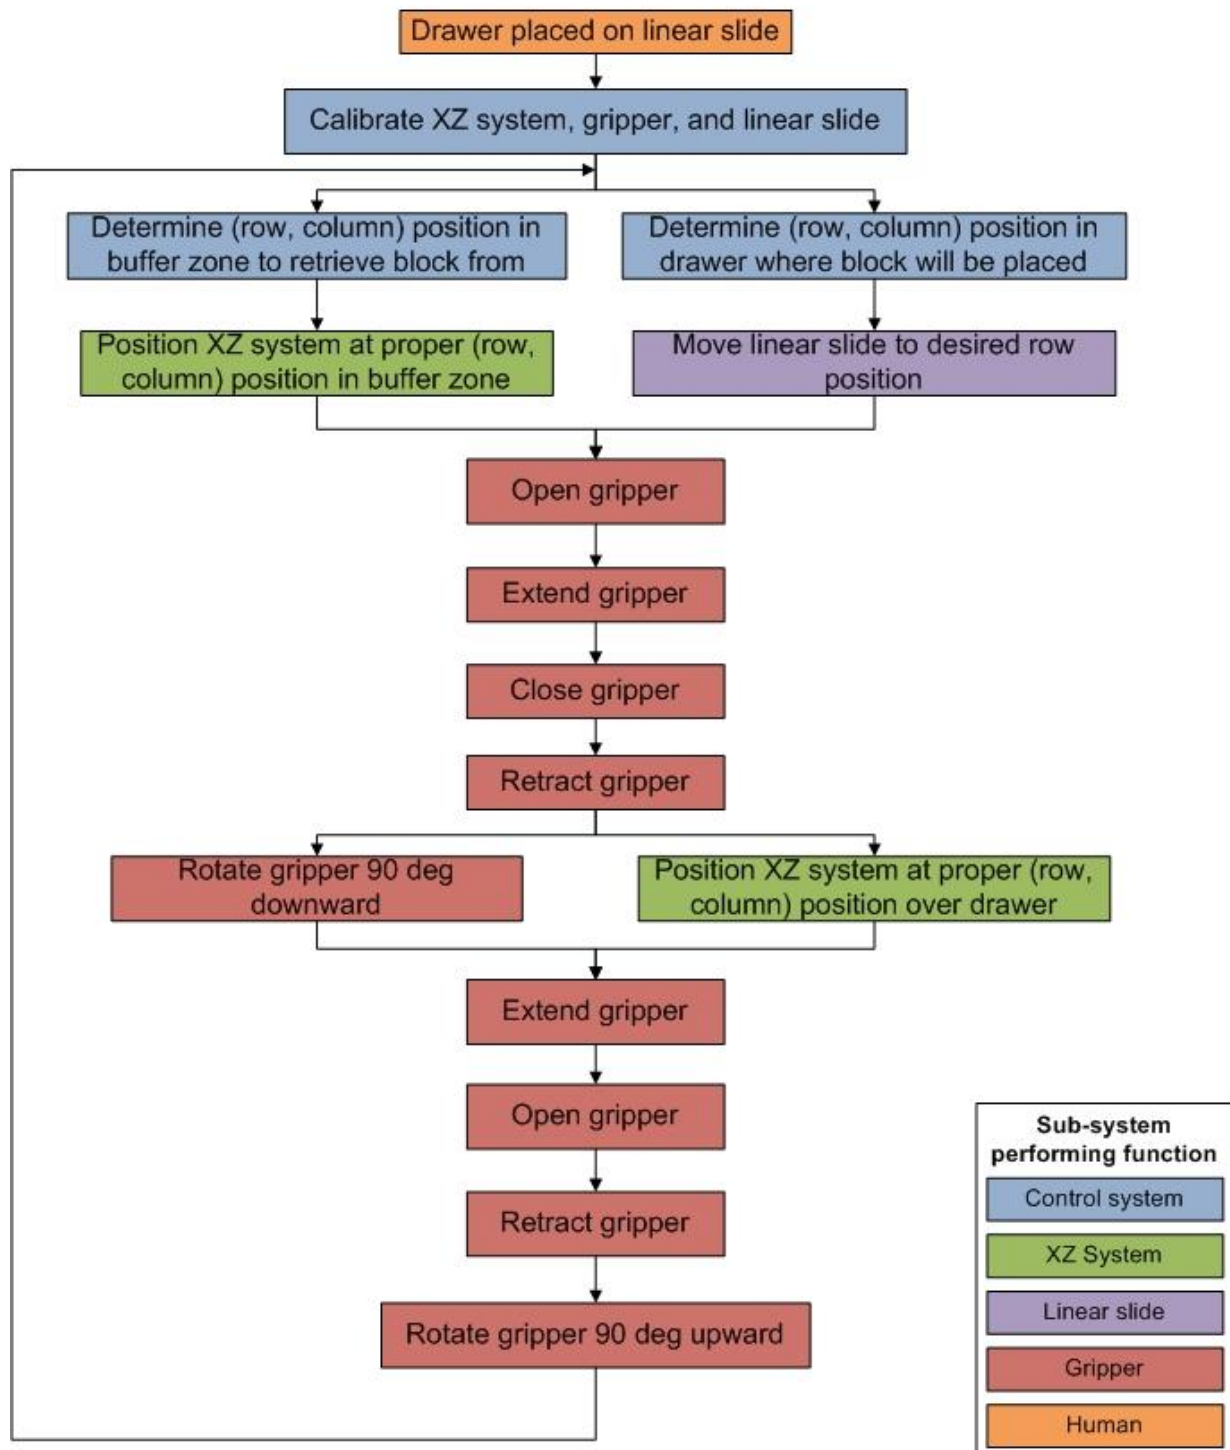 Drawer placed on linear slide
Calibrate XZ system, gripper, and linear slide
Determine (row, column) position in
buffer zone to retrieve block from
Determine (row, column) position in
drawer where block will be placed
Position XZ system at proper (row,
column) position in buffer zone
Move linear slide to desired row
position
Open gripper
Extend gripper
Close gripper
Retract gripper
Rotate gripper 90 deg
downward
Position XZ system at proper (row,
column) position over drawer
Extend gripper
Open gripper
Retract gripper
Rotate gripper 90 deg upward
Sub-system
performing function
Control system
XZ System
Linear slide
Gripper
Human